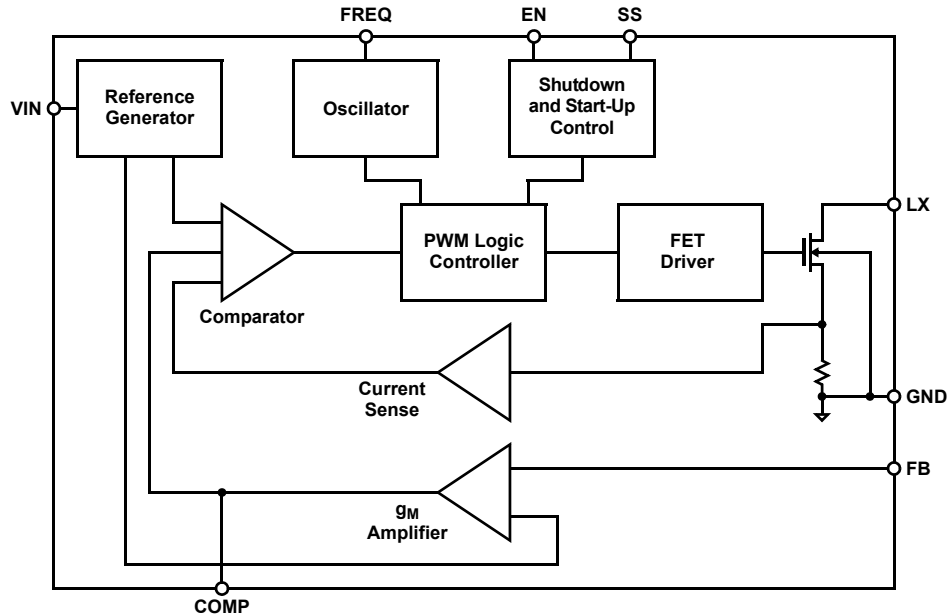 FREQ
EN
SS
VIN
Reference
Generator
Oscillator
Shutdown
and Start-Up
Control
LX
PWM Logic
Controller
FET
Driver
Comparator
Current
Sense
GND
FB
gM
Amplifier
COMP